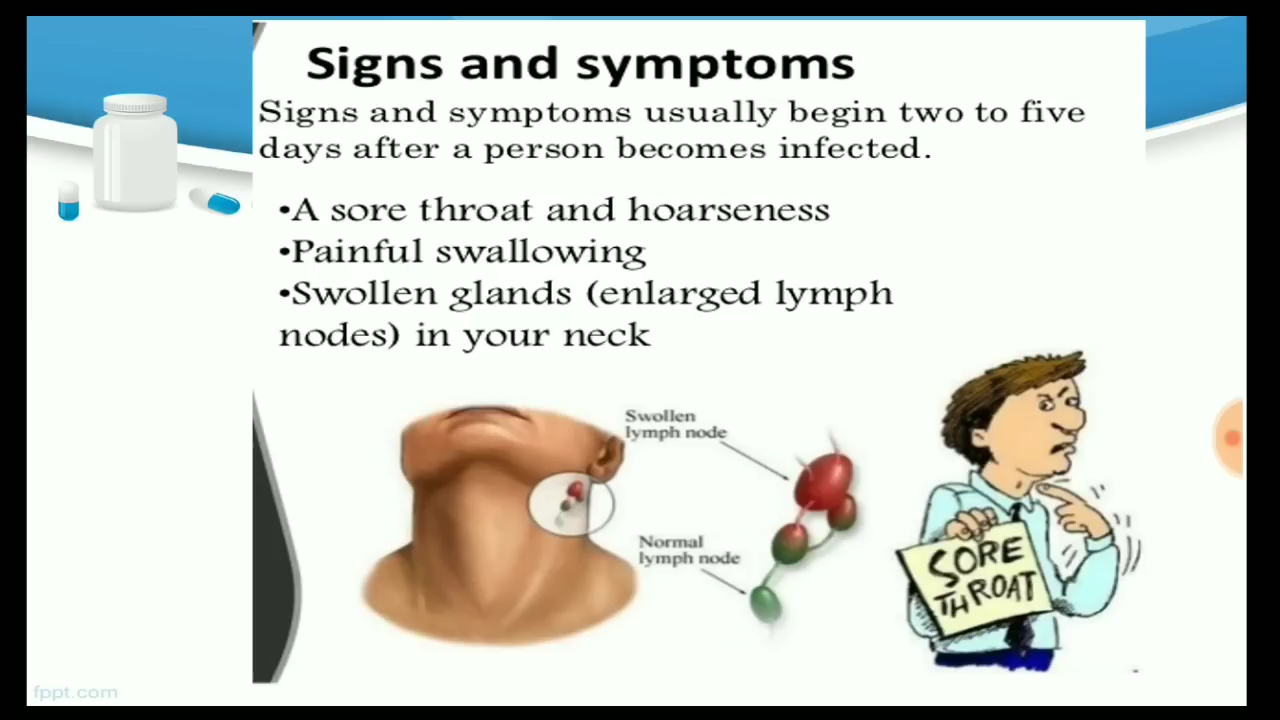 Signs and symptoms
Signs and symptoms usually begin two to five
days after a person becomes infected.
•A sore throat and hoarseness
•Painful swallowing
•Swollen glands (enlarged lymph
nodes) in your neck
Swollen
lymph node
Normal
lymph node
SORE
THROAT
fppt.com